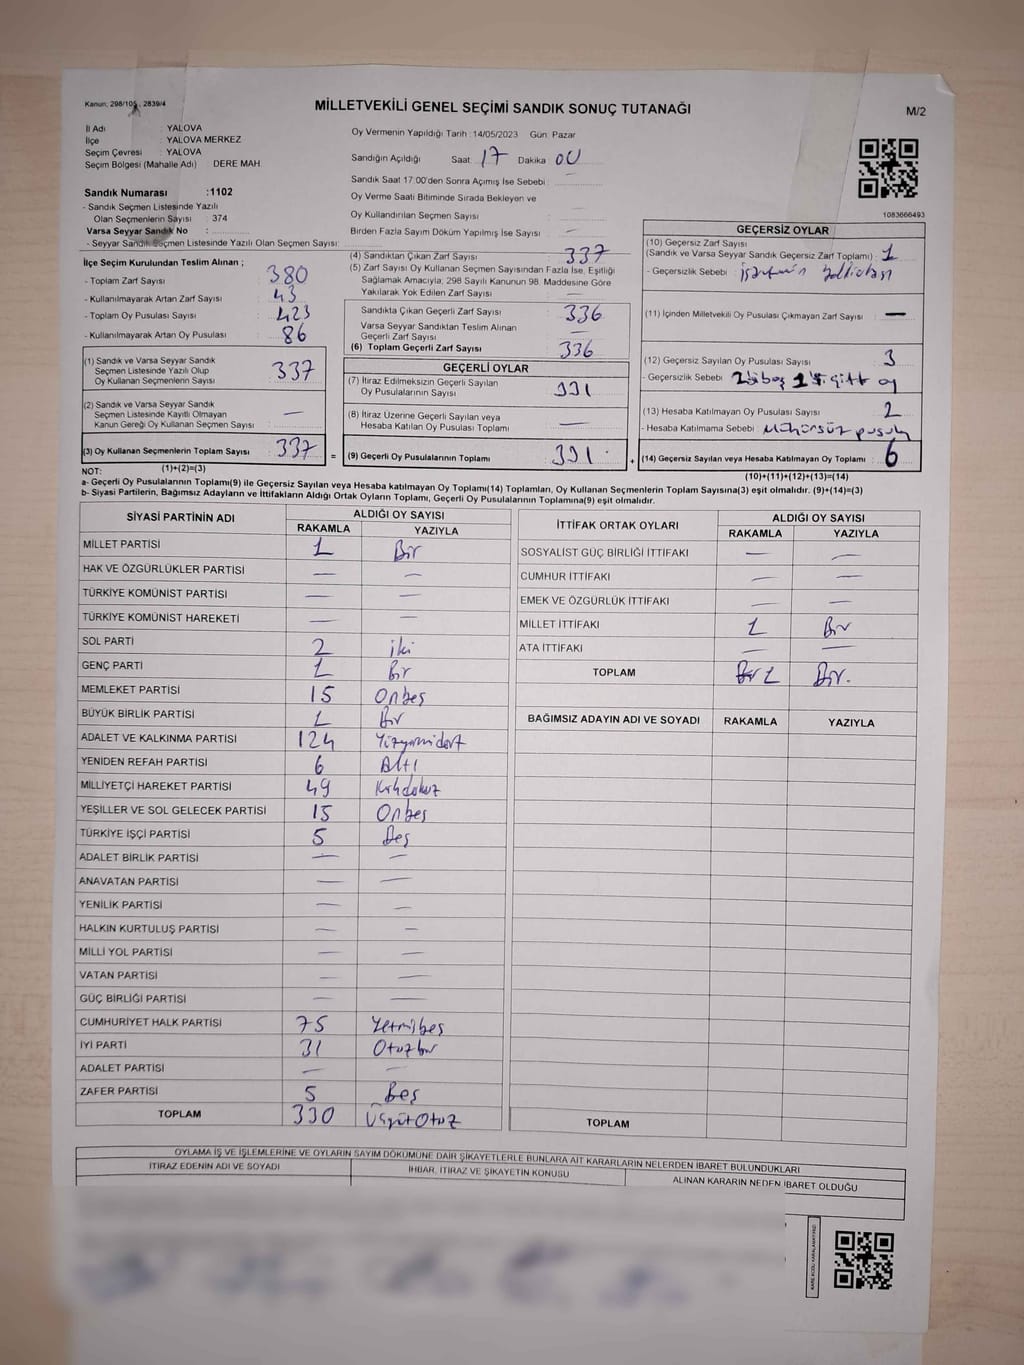 Kanun; 298/105, 2839/4
MİLLETVEKİLİ GENEL SEÇİMİ SANDIK SONUÇ TUTANAĞI
M/2
İl Adı : YALOVA
İlçe : YALOVA MERKEZ
Seçim Çevresi : YALOVA
Seçim Bölgesi (Mahalle Adı) DERE MAH.
Oy Vermenin Yapıldığı Tarih : 14/05/2023 Gün: Pazar
Sandığın Açıldığı Saat: 17 Dakika 00
Sandık Saat 17:00'den Sonra Açımış İse Sebebi :
Oy Verme Saati Bitiminde Sırada Bekleyen ve
Oy Kullandırılan Seçmen Sayısı : —
Birden Fazla Sayım Döküm Yapılmış İse Sayısı : —
Sandık Numarası :1102
- Sandık Seçmen Listesinde Yazılı
Olan Seçmenlerin Sayısı : 374
Varsa Seyyar Sandık No :
- Seyyar Sandık Seçmen Listesinde Yazılı Olan Seçmen Sayısı:
1083666493
İlçe Seçim Kurulundan Teslim Alınan ;
- Toplam Zarf Sayısı : 380
- Kullanılmayarak Artan Zarf Sayısı : 43
- Toplam Oy Pusulası Sayısı : 423
- Kullanılmayarak Artan Oy Pusulası : 86
(1) Sandık ve Varsa Seyyar Sandık
Seçmen Listesinde Yazılı Olup
Oy Kullanan Seçmenlerin Sayısı : 337
(2) Sandık ve Varsa Seyyar Sandık
Seçmen Listesinde Kayıtlı Olmayan
Kanun Gereği Oy Kullanan Seçmen Sayısı : —
(3) Oy Kullanan Seçmenlerin Toplam Sayısı : 337
(1)+(2)=(3)
(4) Sandıktan Çıkan Zarf Sayısı : 337
(5) Zarf Sayısı Oy Kullanan Seçmen Sayısından Fazla İse, Eşitliği
Sağlamak Amacıyla; 298 Sayılı Kanunun 98. Maddesine Göre
Yakılarak Yok Edilen Zarf Sayısı : —
Sandıkta Çıkan Geçerli Zarf Sayısı : 336
Varsa Seyyar Sandıktan Teslim Alınan
Geçerli Zarf Sayısı : —
(6) Toplam Geçerli Zarf Sayısı : 336
GEÇERLİ OYLAR
(7) İtiraz Edilmeksizin Geçerli Sayılan
Oy Pusulalarının Sayısı : 331
(8) İtiraz Üzerine Geçerli Sayılan veya
Hesaba Katılan Oy Pusulası Toplamı : —
= (9) Geçerli Oy Pusulalarının Toplamı : 331
GEÇERSİZ OYLAR
(10) Geçersiz Zarf Sayısı
(Sandık ve Varsa Seyyar Sandık Geçersiz Zarf Toplamı) : 1
- Geçersizlik Sebebi :
(11) İçinden Milletvekili Oy Pusulası Çıkmayan Zarf Sayısı : —
(12) Geçersiz Sayılan Oy Pusulası Sayısı : 3
- Geçersizlik Sebebi :
(13) Hesaba Katılmayan Oy Pusulası Sayısı : 2
- Hesaba Katılmama Sebebi : Mühürsüz pusula
+ (14) Geçersiz Sayılan veya Hesaba Katılmayan Oy Toplamı : 6
(10)+(11)+(12)+(13)=(14)
NOT:
a- Geçerli Oy Pusulalarının Toplamı(9) ile Geçersiz Sayılan veya Hesaba Katılmayan Oy Toplamı(14) Toplamları, Oy Kullanan Seçmenlerin Toplam Sayısına(3) eşit olmalıdır. (9)+(14)=(3)
b- Siyasi Partilerin, Bağımsız Adayların ve İttifakların Aldığı Ortak Oyların Toplamı, Geçerli Oy Pusulalarının Toplamına(9) eşit olmalıdır.
SİYASİ PARTİNİN ADI
ALDIĞI OY SAYISI
RAKAMLA YAZIYLA
MİLLET PARTİSİ 1 Bir
HAK VE ÖZGÜRLÜKLER PARTİSİ — —
TÜRKİYE KOMÜNİST PARTİSİ — —
TÜRKİYE KOMÜNİST HAREKETİ — —
SOL PARTİ 2 iki
GENÇ PARTİ 1 Bir
MEMLEKET PARTİSİ 15 Onbeş
BÜYÜK BİRLİK PARTİSİ 1 Bir
ADALET VE KALKINMA PARTİSİ 124 Yüzyirmidört
YENİDEN REFAH PARTİSİ 6 Altı
MİLLİYETÇİ HAREKET PARTİSİ 49 Kırkdokuz
YEŞİLLER VE SOL GELECEK PARTİSİ 15 Onbeş
TÜRKİYE İŞÇİ PARTİSİ 5 Beş
ADALET BİRLİK PARTİSİ — —
ANAVATAN PARTİSİ — —
YENİLİK PARTİSİ — —
HALKIN KURTULUŞ PARTİSİ — —
MİLLİ YOL PARTİSİ — —
VATAN PARTİSİ — —
GÜÇ BİRLİĞİ PARTİSİ — —
CUMHURİYET HALK PARTİSİ 75 Yetmişbeş
İYİ PARTİ 31 Otuzbir
ADALET PARTİSİ — —
ZAFER PARTİSİ 5 Beş
TOPLAM 330 Üçyüzotuz
İTTİFAK ORTAK OYLARI
ALDIĞI OY SAYISI
RAKAMLA YAZIYLA
SOSYALİST GÜÇ BİRLİĞİ İTTİFAKI — —
CUMHUR İTTİFAKI — —
EMEK VE ÖZGÜRLÜK İTTİFAKI — —
MİLLET İTTİFAKI 1 Bir
ATA İTTİFAKI — —
TOPLAM 1 Bir.
BAĞIMSIZ ADAYIN ADI VE SOYADI RAKAMLA YAZIYLA
TOPLAM
OYLAMA İŞ VE İŞLEMLERİNE VE OYLARIN SAYIM DÖKÜMÜNE DAİR ŞİKAYETLERLE BUNLARA AİT KARARLARIN NELERDEN İBARET BULUNDUKLARI
İTİRAZ EDENİN ADI VE SOYADI
İHBAR, İTİRAZ VE ŞİKAYETİN KONUSU
ALINAN KARARIN NEDEN İBARET OLDUĞU
KARE KODU KARALAMAYINIZ!